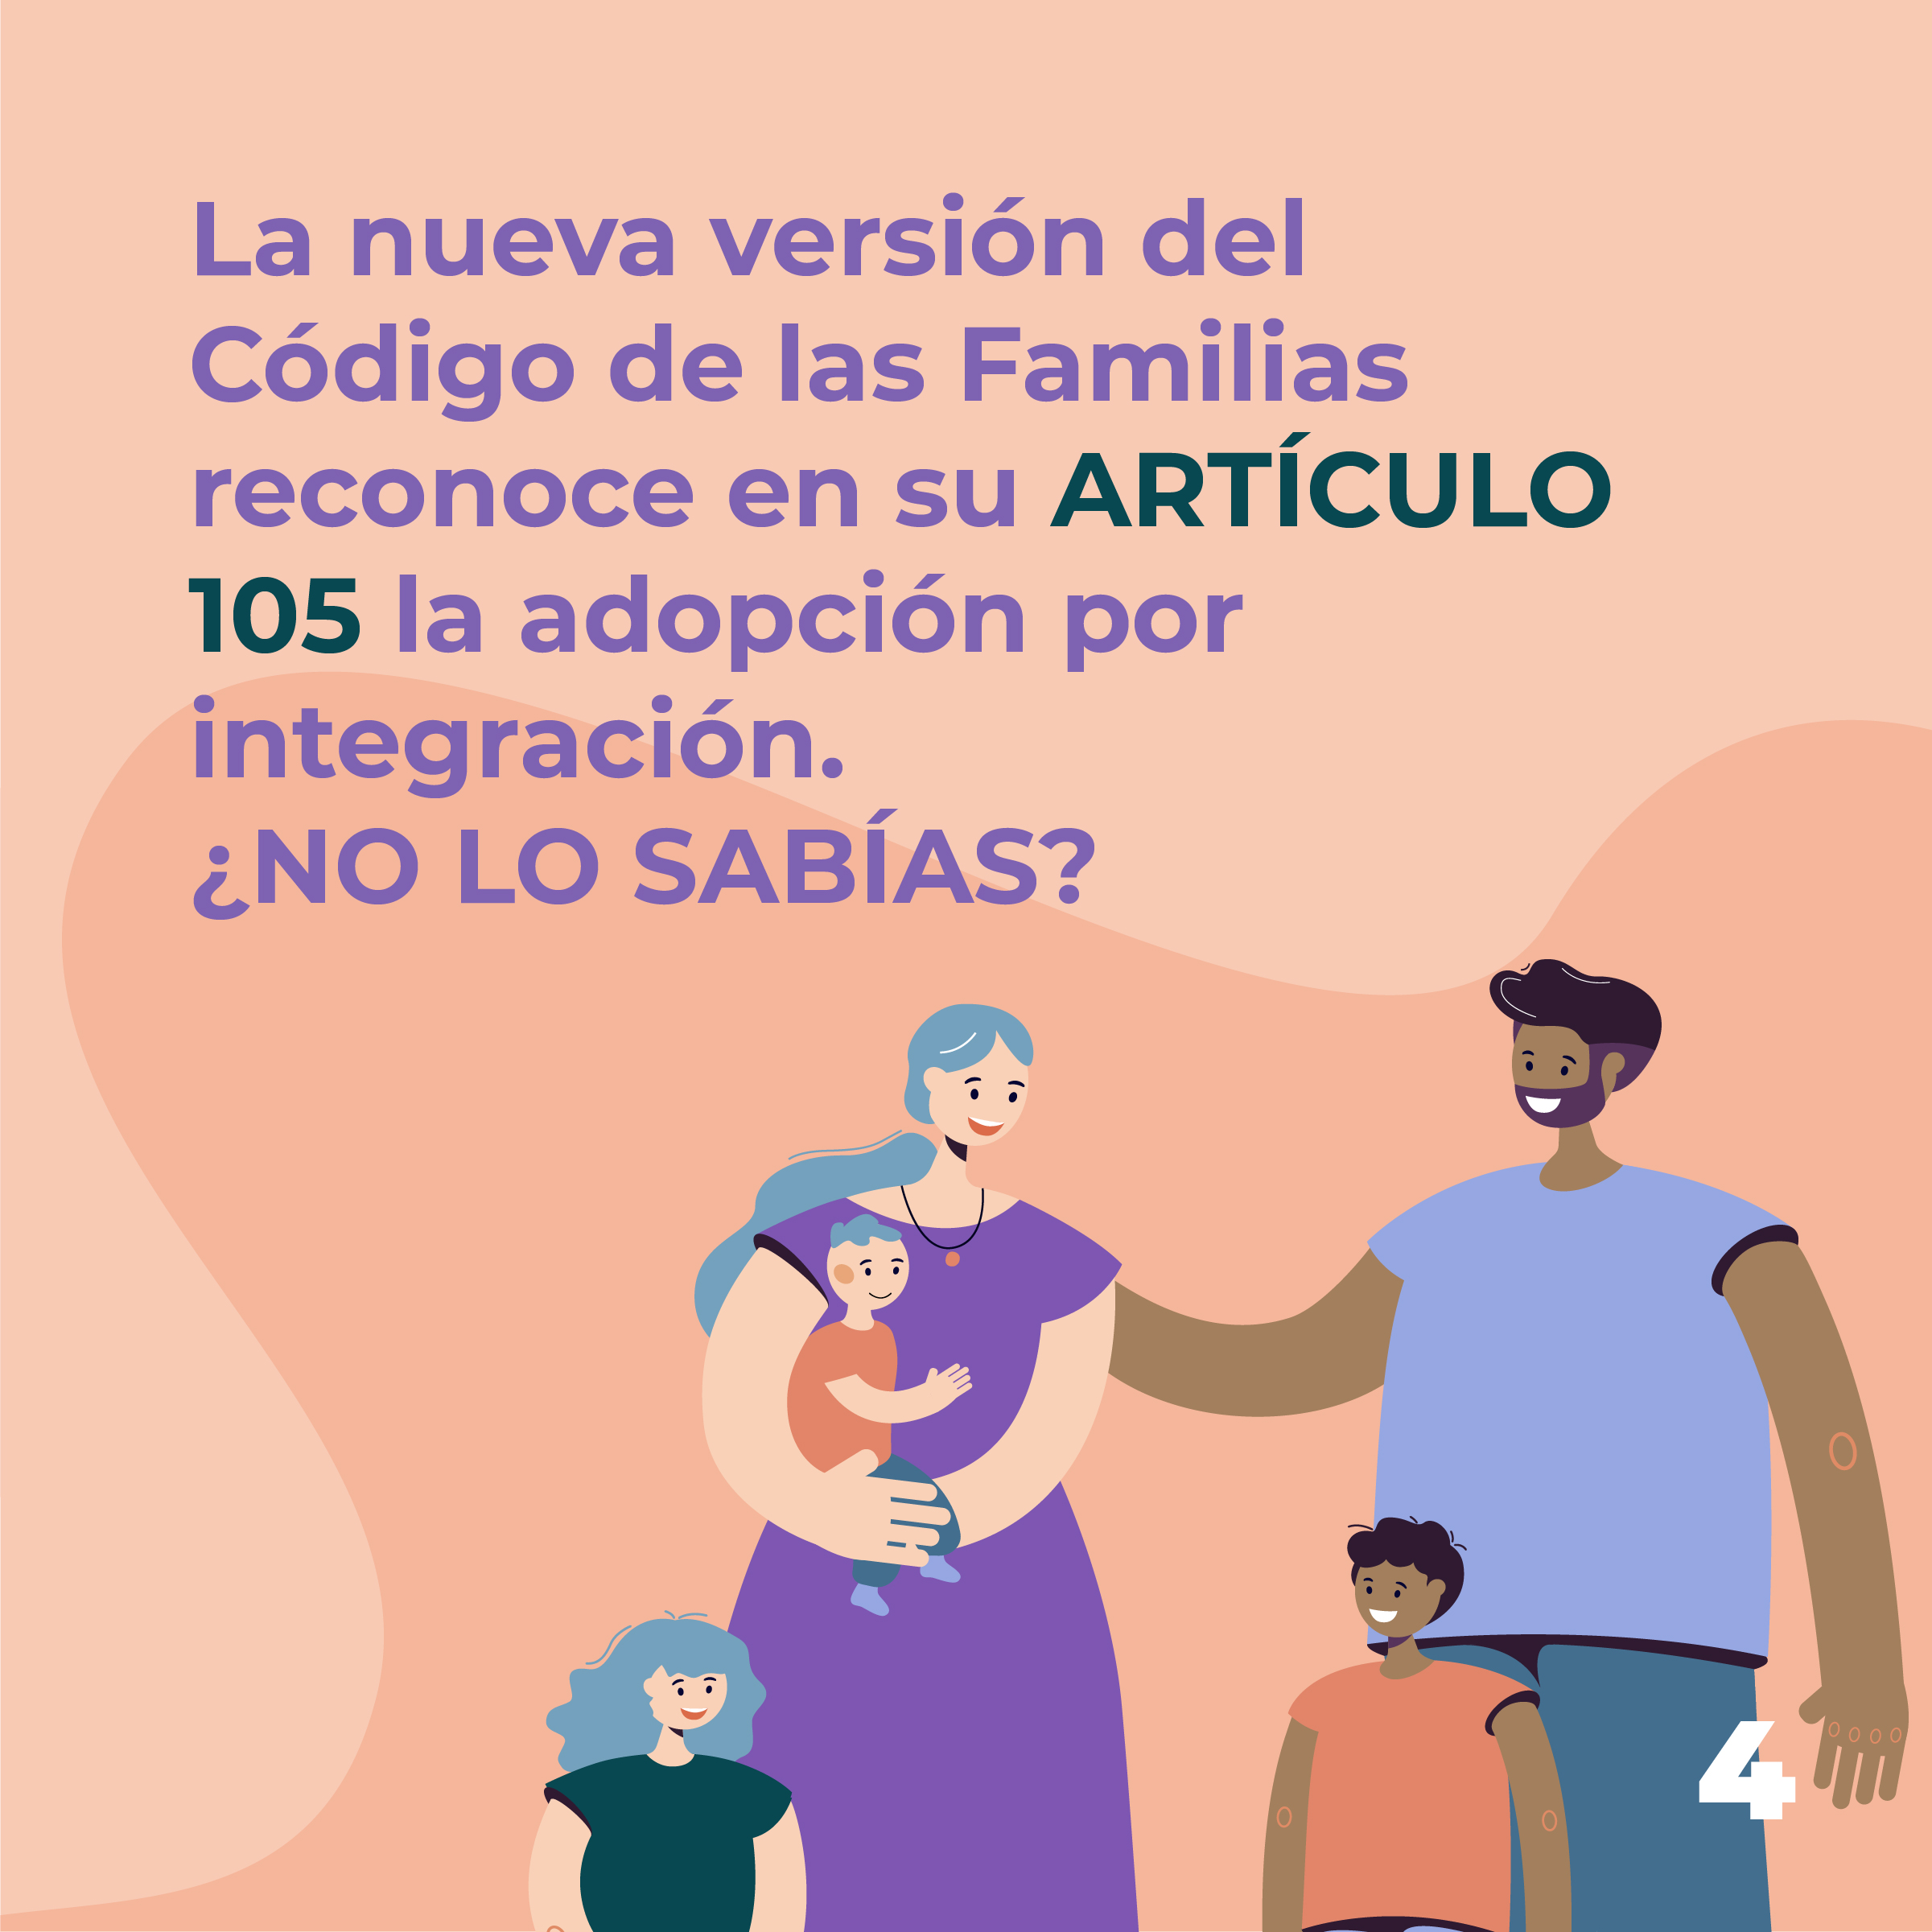 La nueva versión del
Código de las Familias
reconoce en su ARTÍCULO
105 la adopción por
integración.
¿NO LO SABÍAS?
4